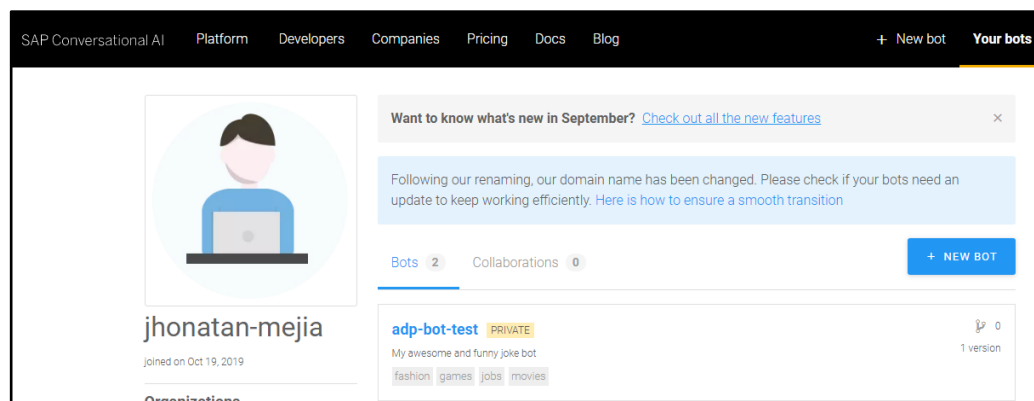 SAP Conversational AI Platform Developers Companies Pricing Docs Blog + New bot Your bots
Want to know what's new in September? Check out all the new features ×
Following our renaming, our domain name has been changed. Please check if your bots need an
update to keep working efficiently. Here is how to ensure a smooth transition
Bots 2 Collaborations 0 + NEW BOT
jhonatan-mejia
joined on Oct 19, 2019
Organizations
adp-bot-test PRIVATE 0
My awesome and funny joke bot 1 version
fashion games jobs movies